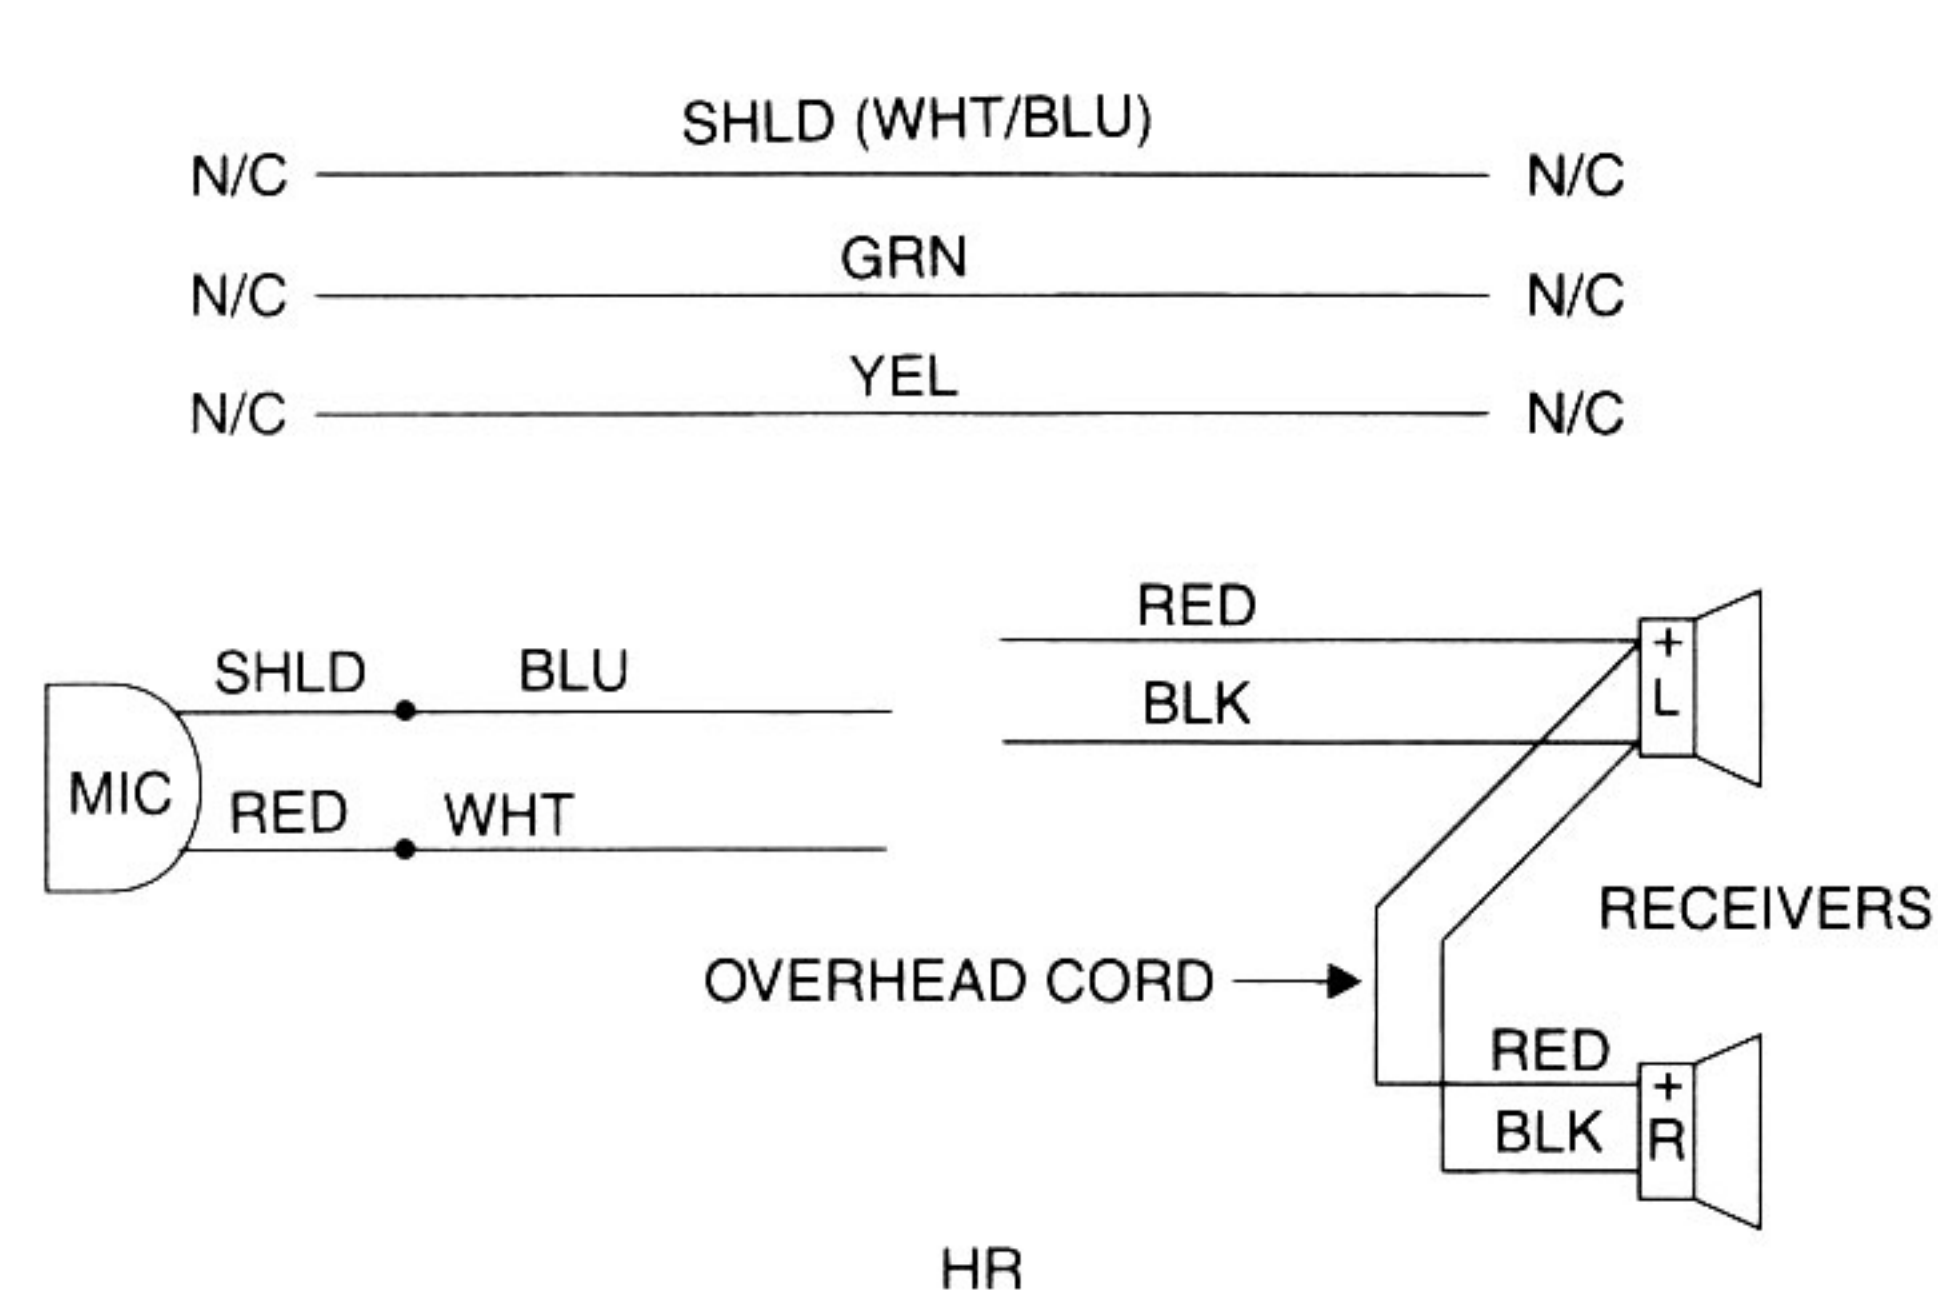 SHLD (WHT/BLU)
N/C N/C
GRN
N/C N/C
YEL
N/C N/C
RED
SHLD BLU
+
L
BLK
MIC
RED WHT
RECEIVERS
OVERHEAD CORD
RED
+
BLK
R
HR